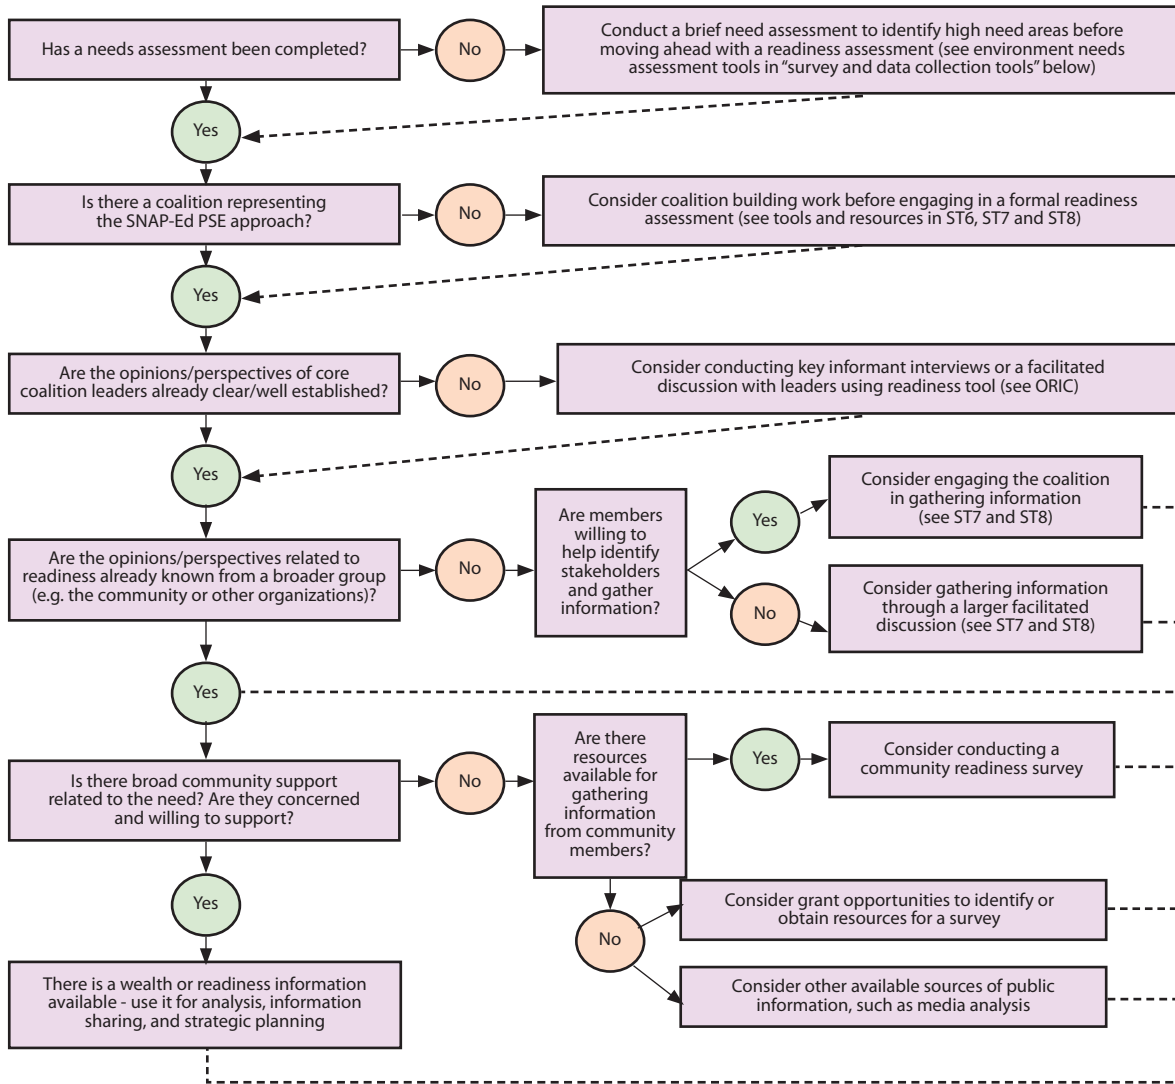 Has a needs assessment been completed?
No
Conduct a brief need assessment to identify high need areas before
moving ahead with a readiness assessment (see environment needs
assessment tools in “survey and data collection tools” below)
Yes
Is there a coalition representing
the SNAP-Ed PSE approach?
No
Consider coalition building work before engaging in a formal readiness
assessment (see tools and resources in ST6, ST7 and ST8)
Yes
Are the opinions/perspectives of core
coalition leaders already clear/well established?
No
Consider conducting key informant interviews or a facilitated
discussion with leaders using readiness tool (see ORIC)
Yes
Are the opinions/perspectives related to
readiness already known from a broader group
(e.g. the community or other organizations)?
No
Are members
willing to
help identify
stakeholders
and gather
information?
Yes
Consider engaging the coalition
in gathering information
(see ST7 and ST8)
No
Consider gathering information
through a larger facilitated
discussion (see ST7 and ST8)
Yes
Is there broad community support
related to the need? Are they concerned
and willing to support?
No
Are there
resources
available for
gathering
information
from community
members?
Yes
Consider conducting a
community readiness survey
No
Consider grant opportunities to identify or
obtain resources for a survey
Consider other available sources of public
information, such as media analysis
Yes
There is a wealth or readiness information
available - use it for analysis, information
sharing, and strategic planning